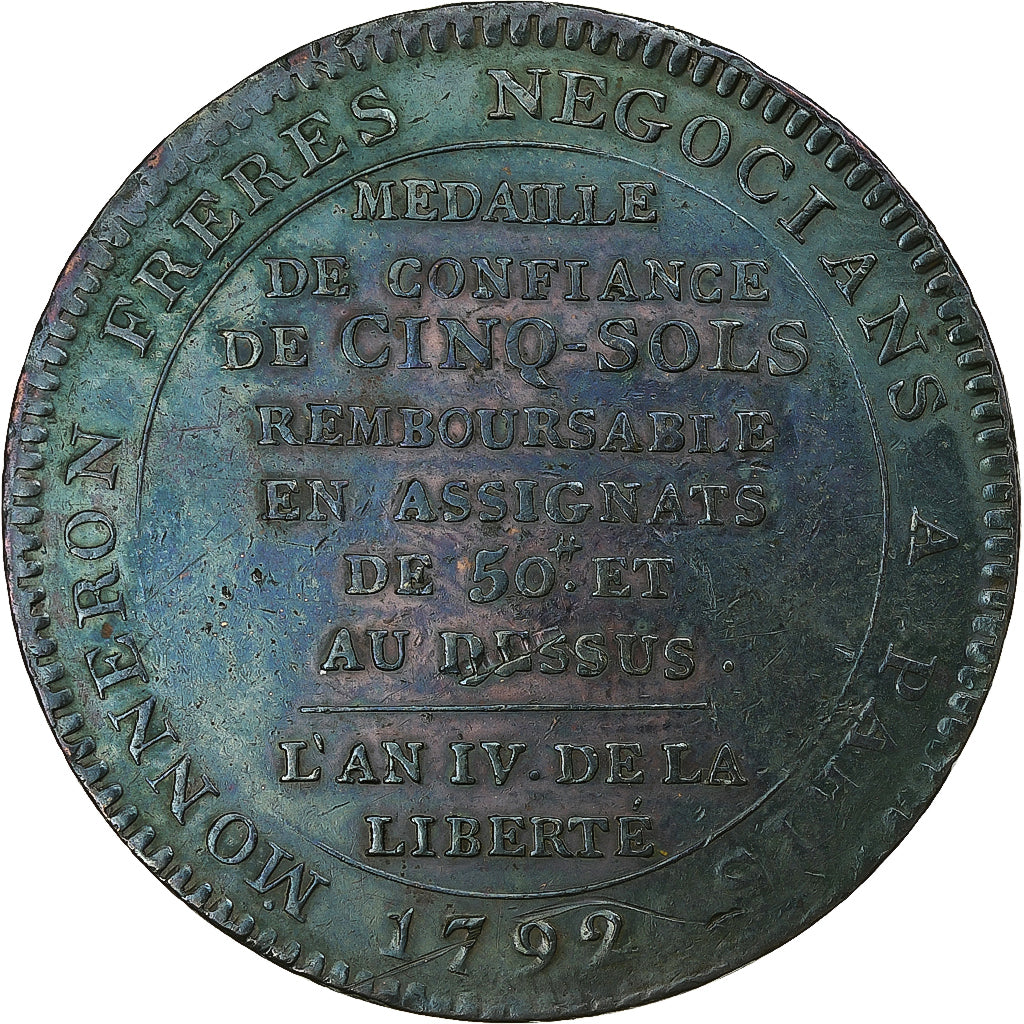 MONNERON FRERES NEGOCIANS A PARIS
MEDAILLE
DE CONFIANCE
DE CINQ-SOLS
REMBOURSABLE
EN ASSIGNATS
DE 50ᵗᵗ. ET
AU DESSUS .
L'AN IV. DE LA
LIBERTÉ
1792